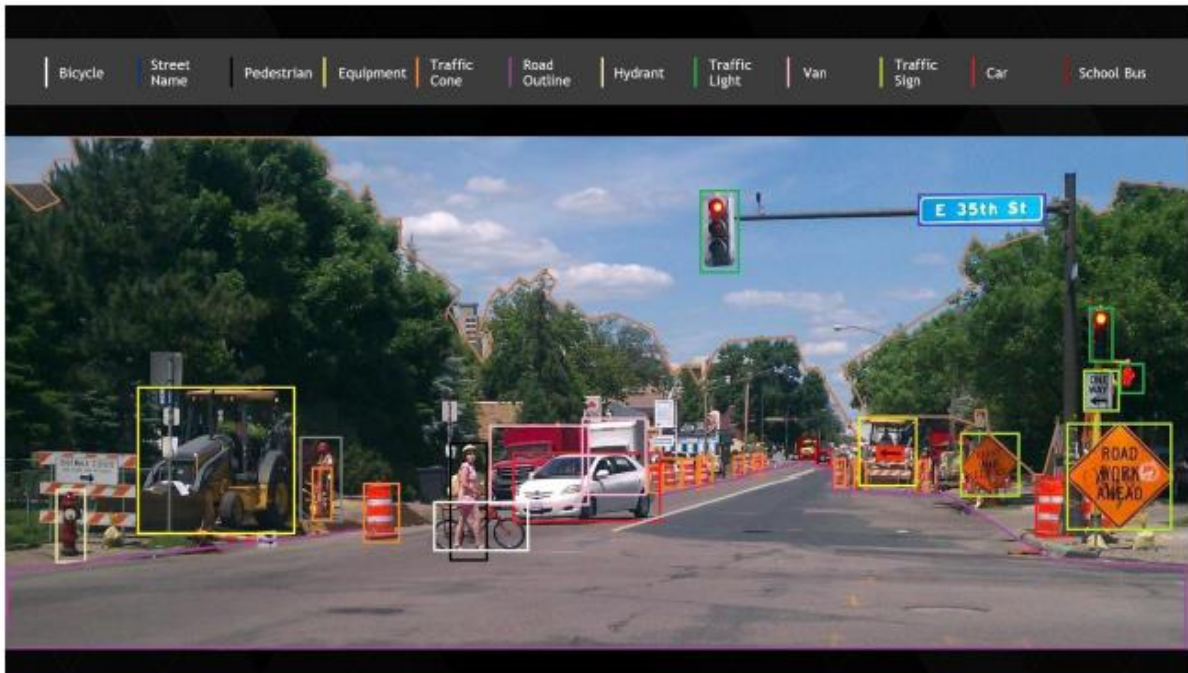 Bicycle
Street
Name
Pedestrian
Equipment
Traffic
Cone
Road
Outline
Hydrant
Traffic
Light
Van
Traffic
Sign
Car
School Bus
E 35th St
ONE
WAY
ROAD
WORK
AHEAD